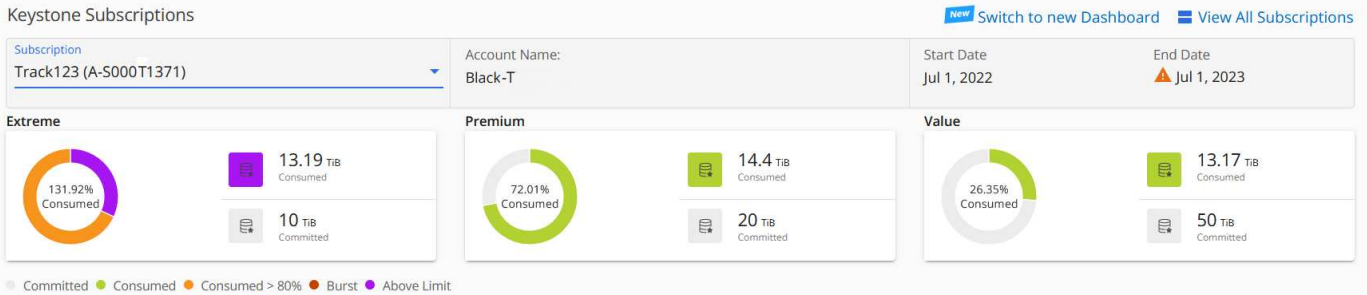 Keystone Subscriptions
New Switch to new Dashboard View All Subscriptions
Subscription
Track123 (A-S000T1371)
Account Name:
Black-T
Start Date
Jul 1, 2022
End Date
Jul 1, 2023
Extreme
131.92%
Consumed
13.19 TiB
Consumed
10 TiB
Committed
Premium
72.01%
Consumed
14.4 TiB
Consumed
20 TiB
Committed
Value
26.35%
Consumed
13.17 TiB
Consumed
50 TiB
Committed
Committed Consumed Consumed > 80% Burst Above Limit